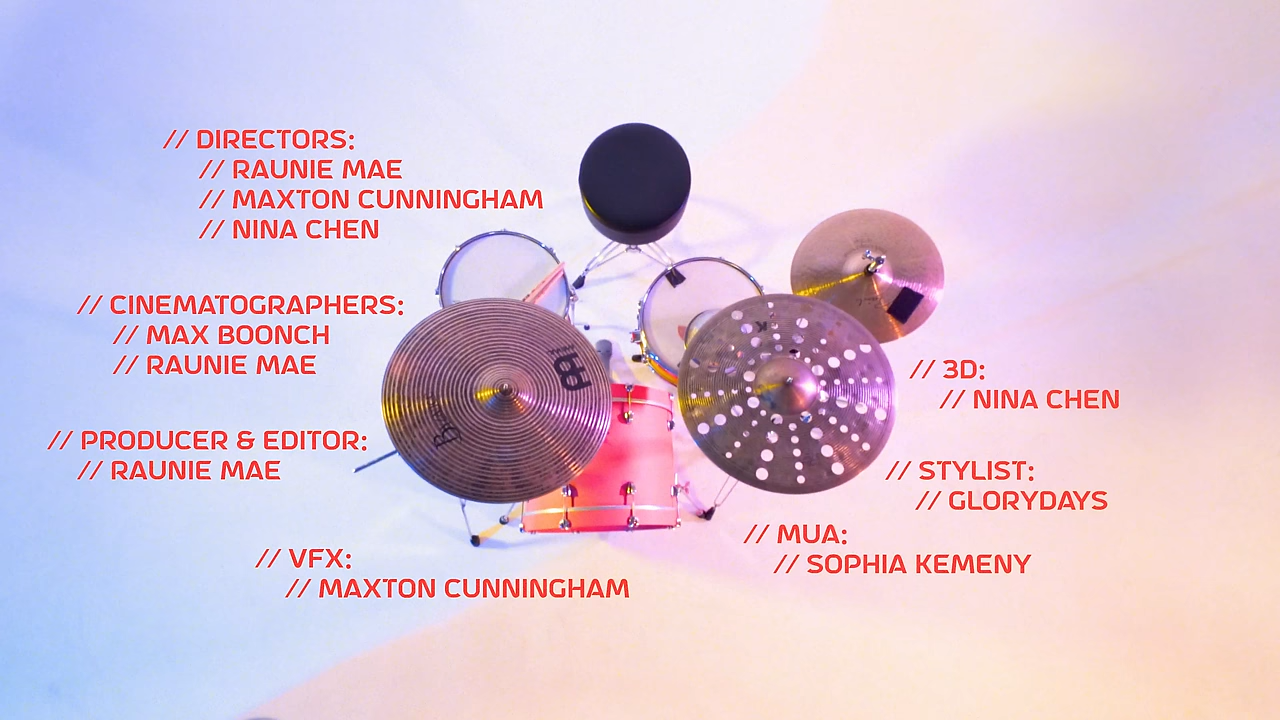 // DIRECTORS:
// RAUNIE MAE
// MAXTON CUNNINGHAM
// NINA CHEN
// CINEMATOGRAPHERS:
// MAX BOONCH
// RAUNIE MAE
// PRODUCER & EDITOR:
// RAUNIE MAE
// VFX:
// MAXTON CUNNINGHAM
// 3D:
// NINA CHEN
// STYLIST:
// GLORYDAYS
// MUA:
// SOPHIA KEMENY
K